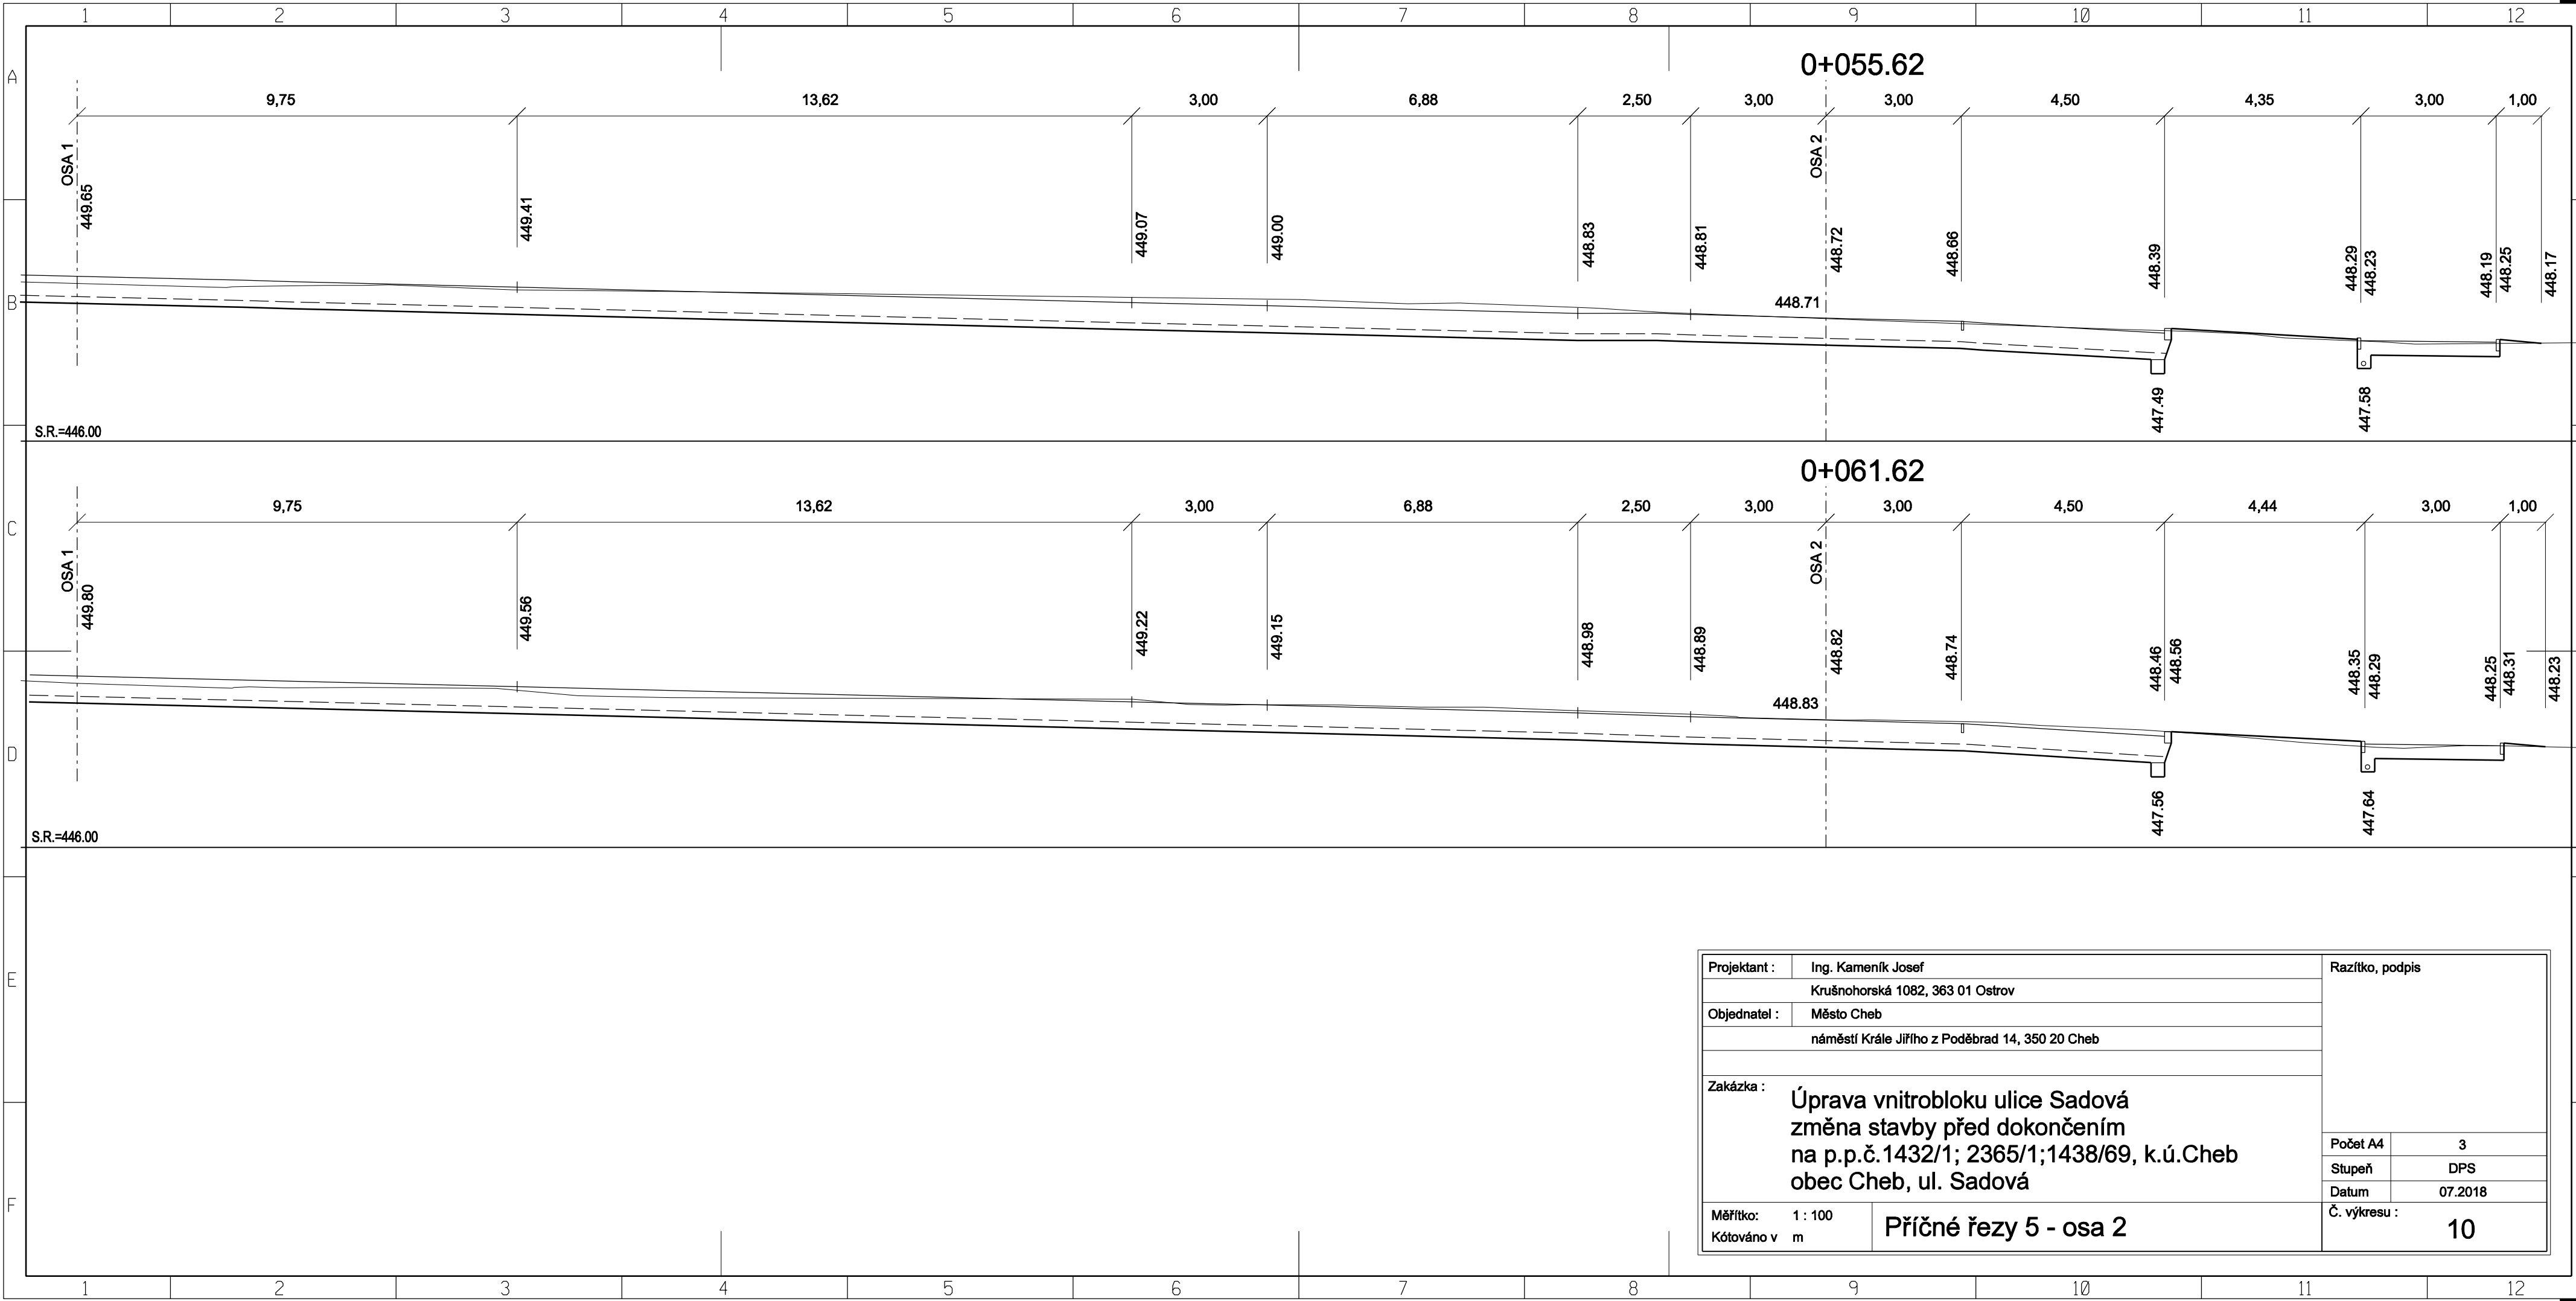 1 2 3 4 5 6 7 8 9 10 11 12
A
0+055.62
9,75 13,62 3,00 6,88 2,50 3,00 3,00 4,50 4,35 3,00 1,00
OSA 1
449.65
449.41
449.07
449.00
448.83
448.81
OSA 2
448.72
448.66
448.39
448.29
448.23
448.19
448.25
448.17
B
448.71
447.49
447.58
S.R.=446.00
0+061.62
9,75 13,62 3,00 6,88 2,50 3,00 3,00 4,50 4,44 3,00 1,00
C
OSA 1
449.80
449.56
449.22
449.15
448.98
448.89
OSA 2
448.82
448.74
448.46
448.56
448.35
448.29
448.25
448.31
448.23
448.83
D
447.56
447.64
S.R.=446.00
E
Projektant : Ing. Kameník Josef
Krušnohorská 1082, 363 01 Ostrov
Objednatel : Město Cheb
náměstí Krále Jiřího z Poděbrad 14, 350 20 Cheb
Zakázka :
Úprava vnitrobloku ulice Sadová
změna stavby před dokončením
na p.p.č.1432/1; 2365/1;1438/69, k.ú.Cheb
obec Cheb, ul. Sadová
Razítko, podpis
Počet A4 3
Stupeň DPS
Datum 07.2018
Měřítko: 1 : 100
Kótováno v m
Příčné řezy 5 - osa 2
Č. výkresu :
10
F
1 2 3 4 5 6 7 8 9 10 11 12